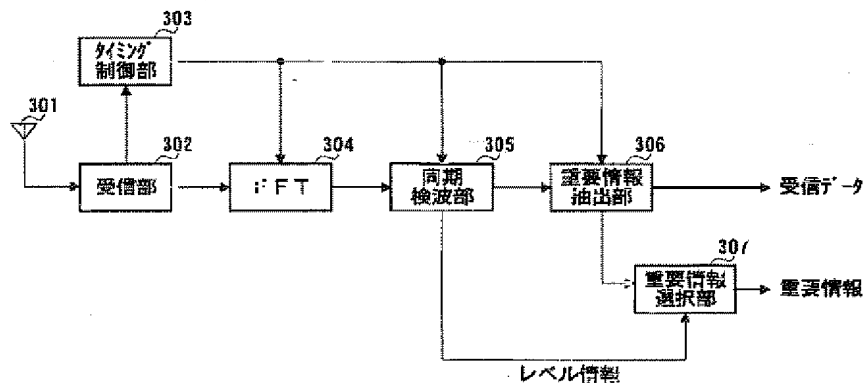 303
タイミング
制御部
301
302
受信部
304
FFT
305
同期
検波部
306
重要情報
抽出部
受信データ
307
重要情報
選択部
重要情報
レベル情報